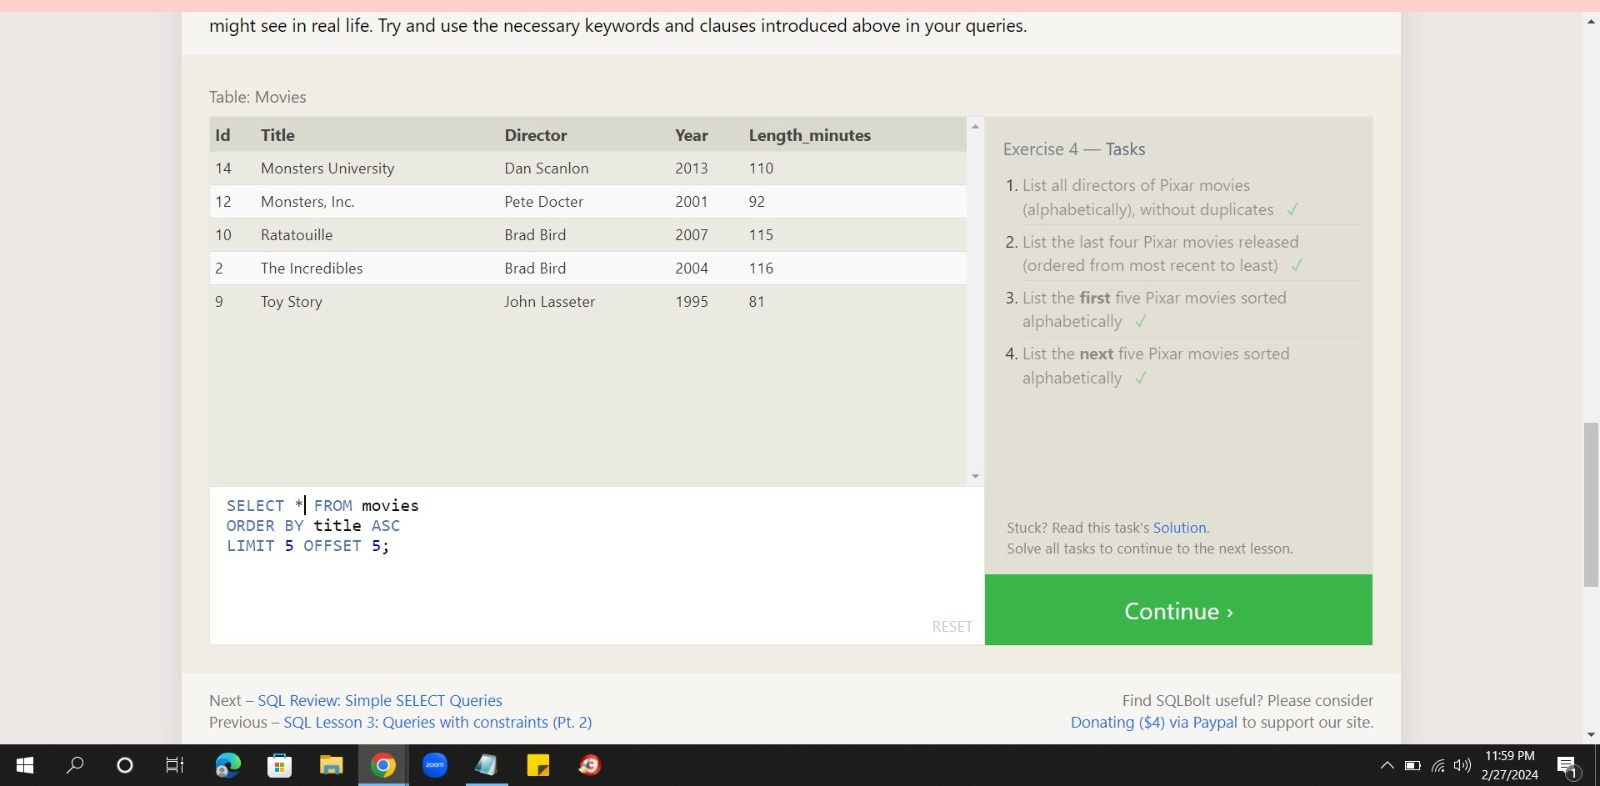 might see in real life. Try and use the necessary keywords and clauses introduced above in your queries.
Table: Movies
Id Title Director Year Length_minutes
14 Monsters University Dan Scanlon 2013 110
12 Monsters, Inc. Pete Docter 2001 92
10 Ratatouille Brad Bird 2007 115
2 The Incredibles Brad Bird 2004 116
9 Toy Story John Lasseter 1995 81
SELECT * FROM movies
ORDER BY title ASC
LIMIT 5 OFFSET 5;
RESET
Exercise 4 — Tasks
1. List all directors of Pixar movies
(alphabetically), without duplicates ✓
2. List the last four Pixar movies released
(ordered from most recent to least) ✓
3. List the first five Pixar movies sorted
alphabetically ✓
4. List the next five Pixar movies sorted
alphabetically ✓
Stuck? Read this task's Solution.
Solve all tasks to continue to the next lesson.
Continue ›
Next – SQL Review: Simple SELECT Queries
Previous – SQL Lesson 3: Queries with constraints (Pt. 2)
Find SQLBolt useful? Please consider
Donating ($4) via Paypal to support our site.
zoom
11:59 PM
2/27/2024
1